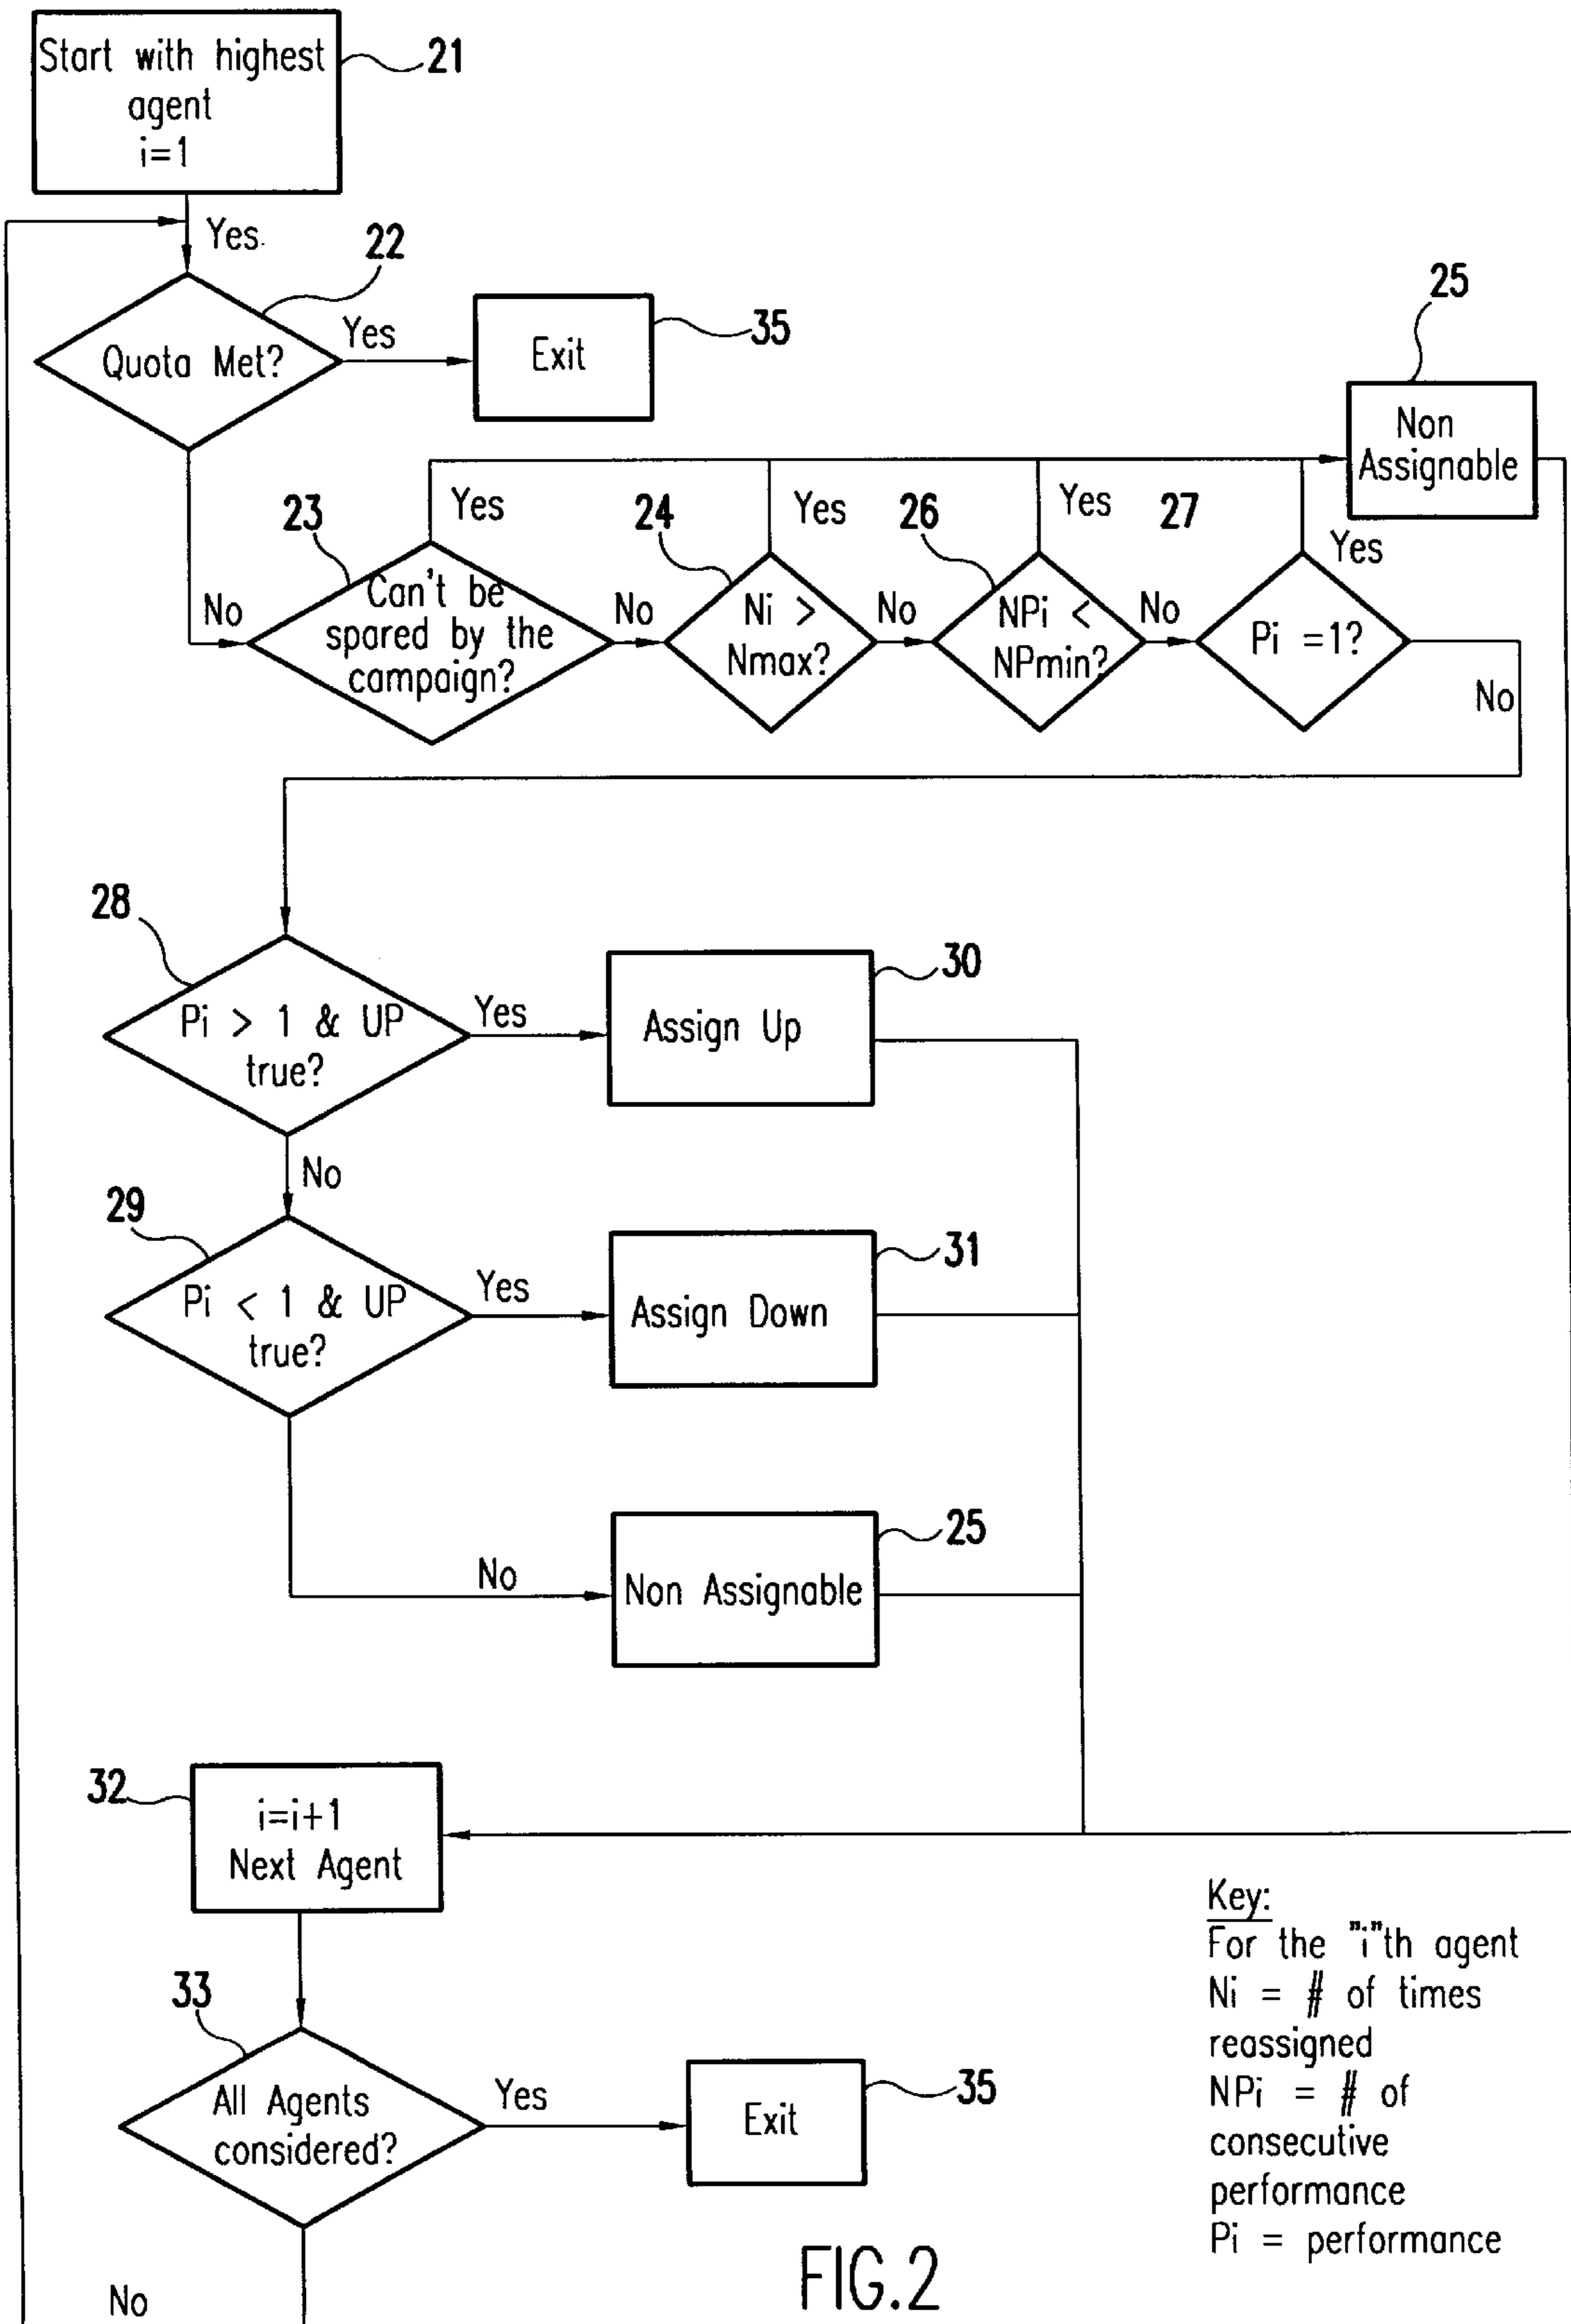 Start with highest
agent
i=1
21
Yes
22
Quota Met?
Yes
Exit
35
25
Non
Assignable
No
23
Can't be
spared by the
campaign?
Yes
No
24
Ni >
Nmax?
Yes
No
26
NPi <
NPmin?
Yes
No
27
Pi =1?
Yes
No
28
Pi > 1 & UP
true?
Yes
Assign Up
30
No
29
Pi < 1 & UP
true?
Yes
Assign Down
31
No
Non Assignable
25
32
i=i+1
Next Agent
33
All Agents
considered?
Yes
Exit
35
No
Key:
For the "i"th agent
Ni = # of times
reassigned
NPi = # of
consecutive
performance
Pi = performance
FIG.2